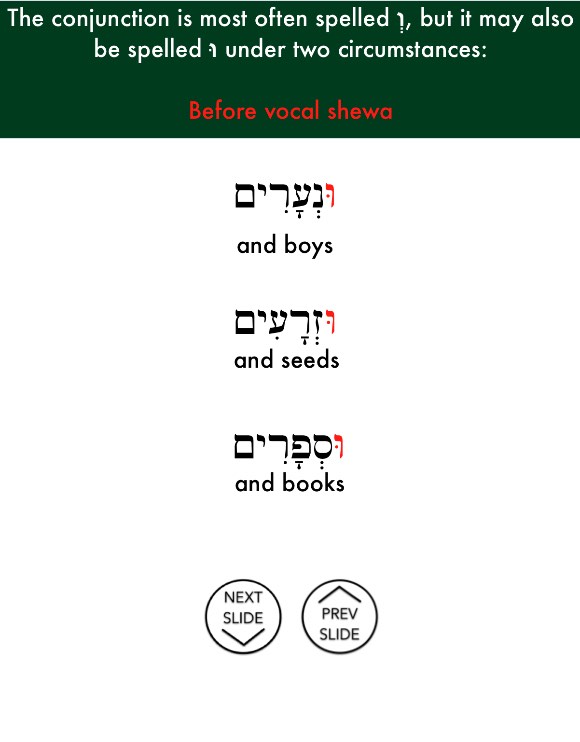 The conjunction is most often spelled וְ, but it may also
be spelled וּ under two circumstances:
Before vocal shewa
וּנְעָרִים
and boys
וּזְרָעִים
and seeds
וּסְפָרִים
and books
NEXT
SLIDE
PREV
SLIDE